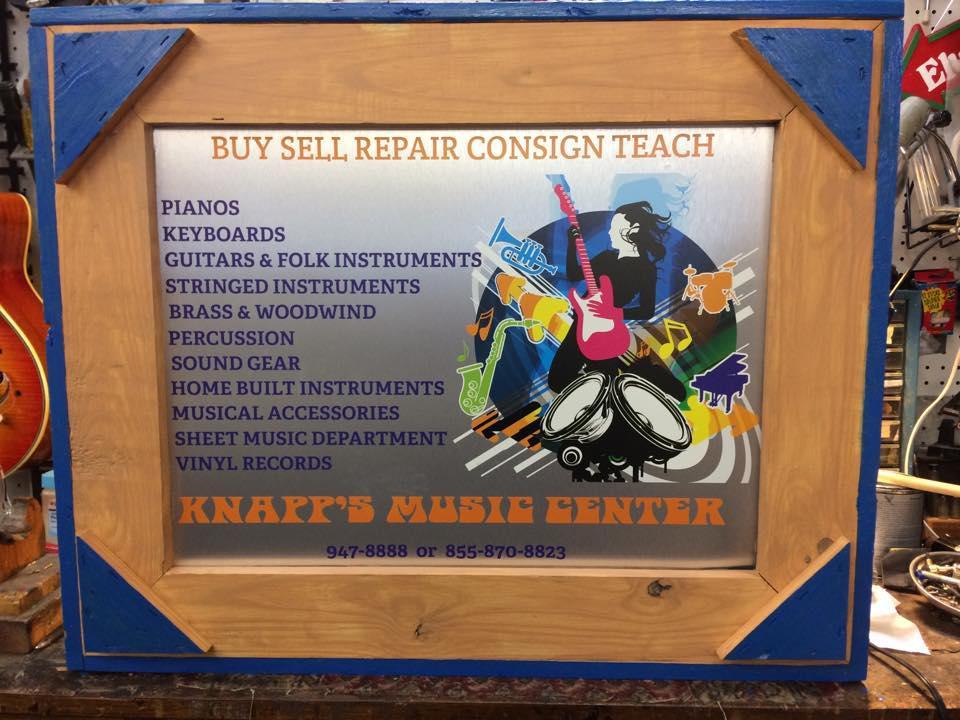 BUY SELL REPAIR CONSIGN TEACH
PIANOS
KEYBOARDS
GUITARS & FOLK INSTRUMENTS
STRINGED INSTRUMENTS
BRASS & WOODWIND
PERCUSSION
SOUND GEAR
HOME BUILT INSTRUMENTS
MUSICAL ACCESSORIES
SHEET MUSIC DEPARTMENT
VINYL RECORDS
KNAPP'S MUSIC CENTER
947-8888 or 855-870-8823